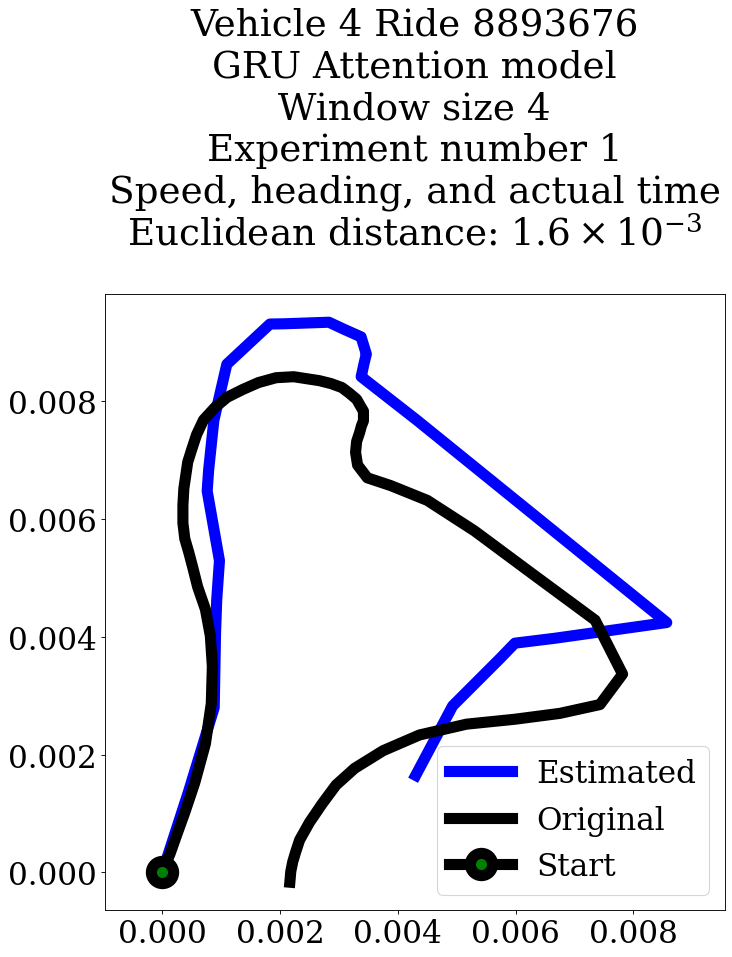 Vehicle 4 Ride 8893676
GRU Attention model
Window size 4
Experiment number 1
Speed, heading, and actual time
Euclidean distance: 1.6 × 10⁻³
0.008
0.006
0.004
0.002
0.000
Estimated
Original
Start
0.000 0.002 0.004 0.006 0.008